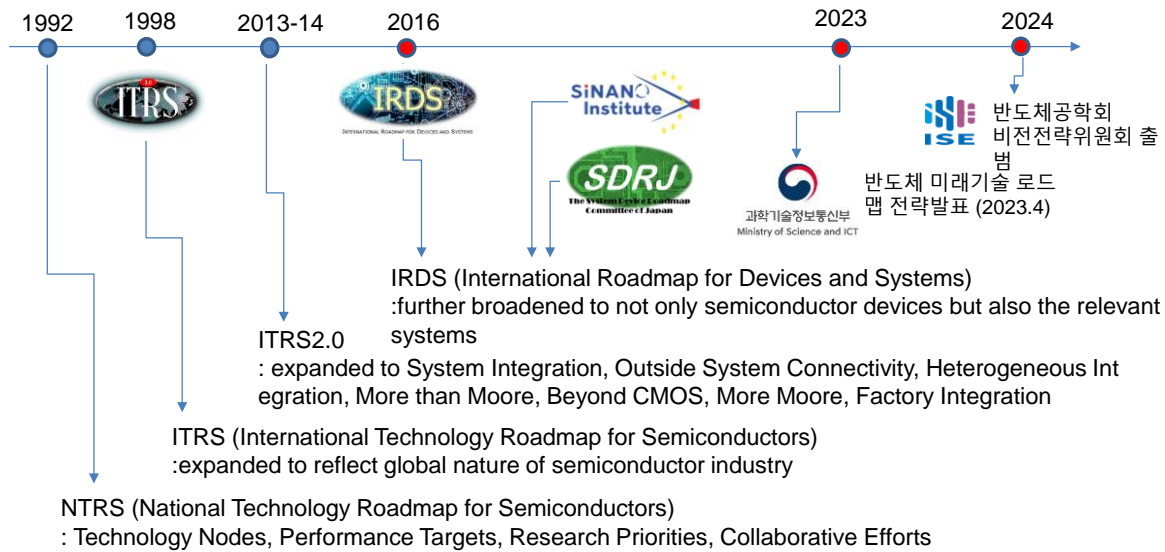 1992
1998
2013-14
2016
2023
2024
2.0
ITRS
IRDS
INTERNATIONAL ROADMAP FOR DEVICES AND SYSTEMS
SiNANO
Institute
SDRJ
The System Device Roadmap
Committee of Japan
과학기술정보통신부
Ministry of Science and ICT
ISE
반도체공학회
비전전략위원회 출
범
반도체 미래기술 로드
맵 전략발표 (2023.4)
IRDS (International Roadmap for Devices and Systems)
:further broadened to not only semiconductor devices but also the relevant
systems
ITRS2.0
: expanded to System Integration, Outside System Connectivity, Heterogeneous Int
egration, More than Moore, Beyond CMOS, More Moore, Factory Integration
ITRS (International Technology Roadmap for Semiconductors)
:expanded to reflect global nature of semiconductor industry
NTRS (National Technology Roadmap for Semiconductors)
: Technology Nodes, Performance Targets, Research Priorities, Collaborative Efforts